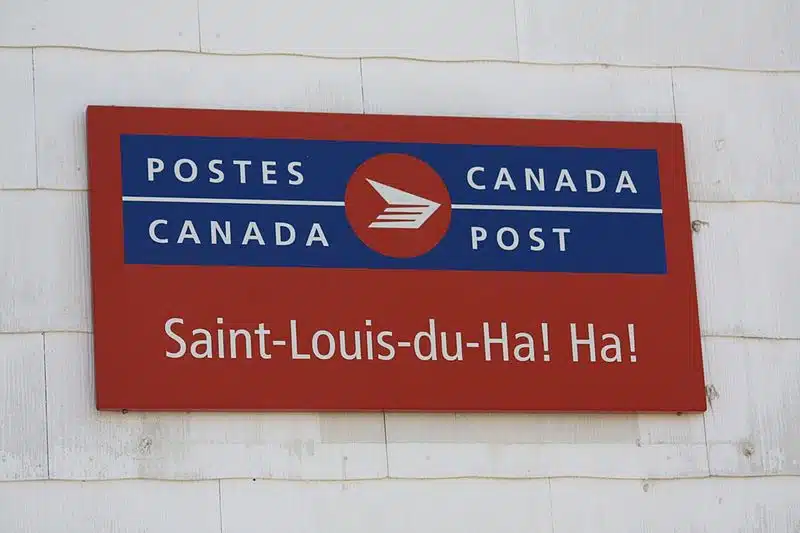 POSTES
CANADA
CANADA
POST
Saint-Louis-du-Ha! Ha!